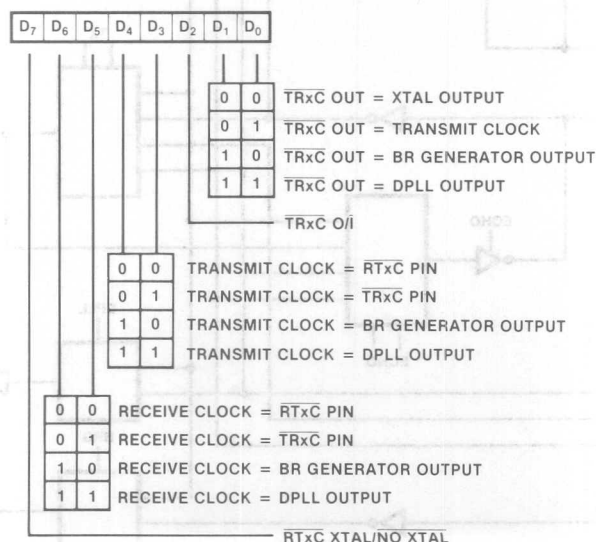 D7 D6 D5 D4 D3 D2 D1 D0
0 0 TRxC OUT = XTAL OUTPUT
0 1 TRxC OUT = TRANSMIT CLOCK
1 0 TRxC OUT = BR GENERATOR OUTPUT
1 1 TRxC OUT = DPLL OUTPUT
TRxC O/I
0 0 TRANSMIT CLOCK = RTxC PIN
0 1 TRANSMIT CLOCK = TRxC PIN
1 0 TRANSMIT CLOCK = BR GENERATOR OUTPUT
1 1 TRANSMIT CLOCK = DPLL OUTPUT
0 0 RECEIVE CLOCK = RTxC PIN
0 1 RECEIVE CLOCK = TRxC PIN
1 0 RECEIVE CLOCK = BR GENERATOR OUTPUT
1 1 RECEIVE CLOCK = DPLL OUTPUT
RTxC XTAL/NO XTAL